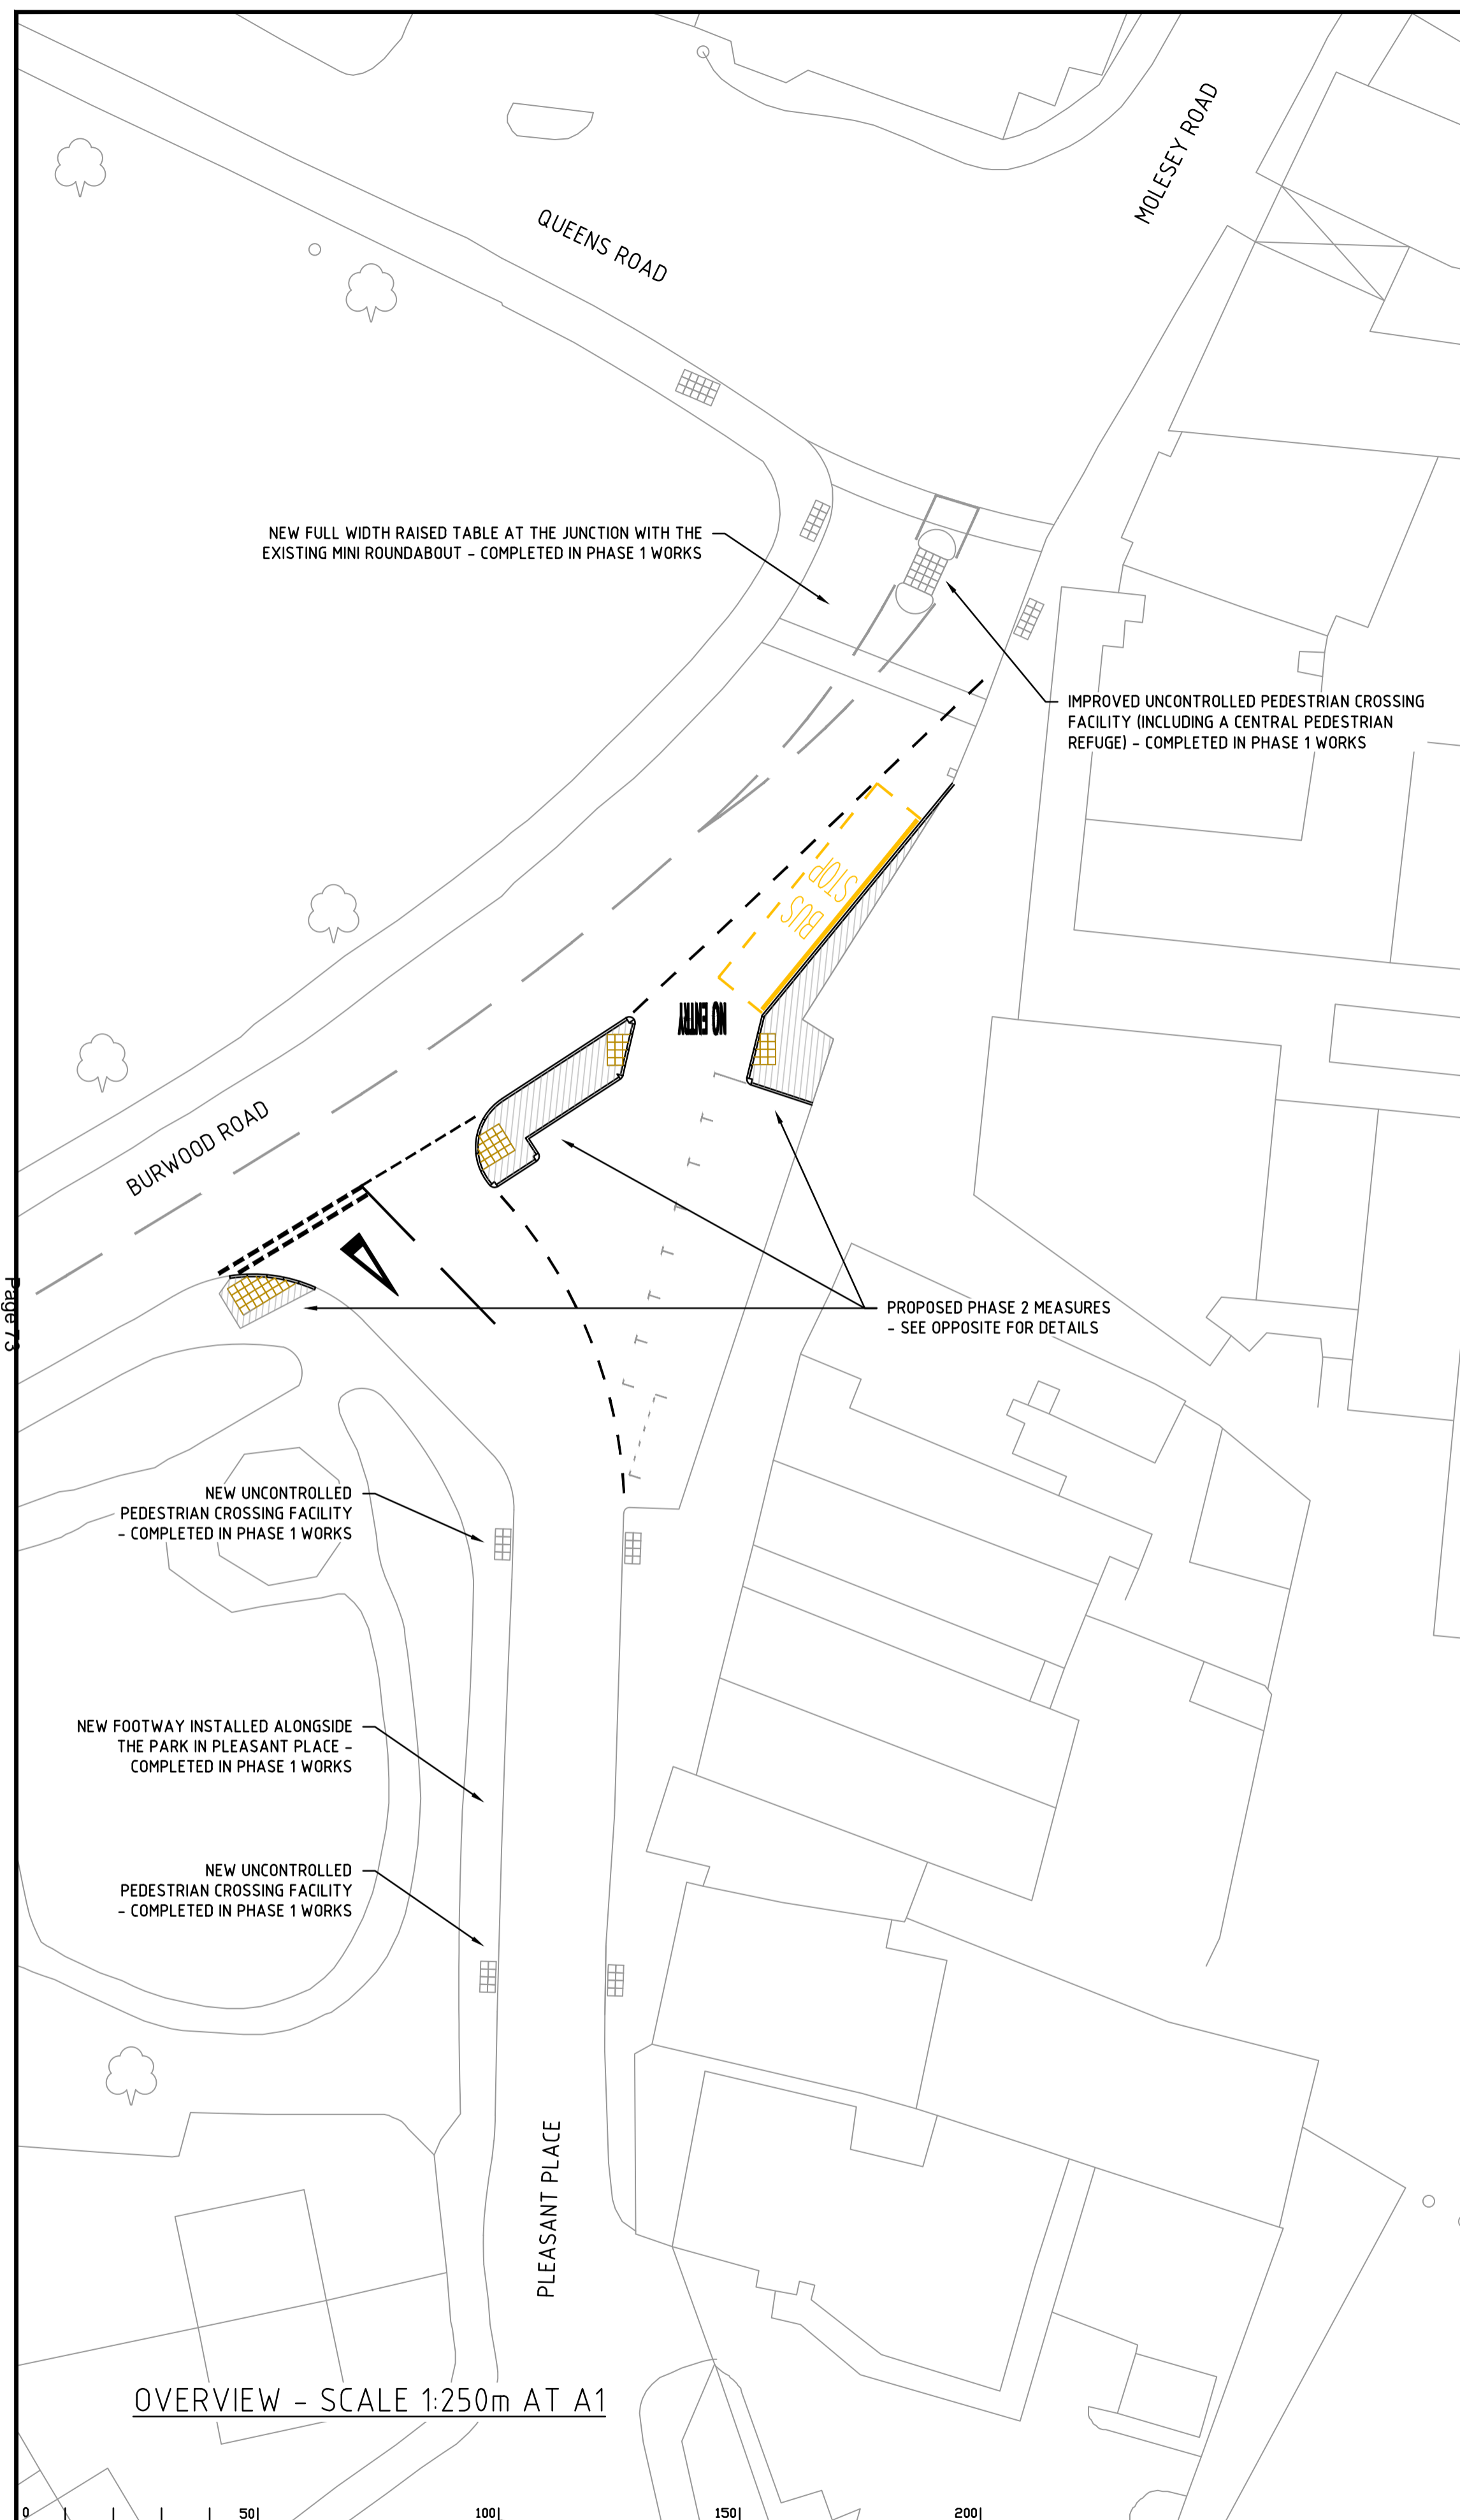 MOLESEY ROAD
QUEENS ROAD
NEW FULL WIDTH RAISED TABLE AT THE JUNCTION WITH THE
EXISTING MINI ROUNDABOUT - COMPLETED IN PHASE 1 WORKS
IMPROVED UNCONTROLLED PEDESTRIAN CROSSING
FACILITY (INCLUDING A CENTRAL PEDESTRIAN
REFUGE) - COMPLETED IN PHASE 1 WORKS
BUS
STOP
NO ENTRY
BURWOOD ROAD
Page 73
PROPOSED PHASE 2 MEASURES
- SEE OPPOSITE FOR DETAILS
NEW UNCONTROLLED
PEDESTRIAN CROSSING FACILITY
- COMPLETED IN PHASE 1 WORKS
NEW FOOTWAY INSTALLED ALONGSIDE
THE PARK IN PLEASANT PLACE -
COMPLETED IN PHASE 1 WORKS
NEW UNCONTROLLED
PEDESTRIAN CROSSING FACILITY
- COMPLETED IN PHASE 1 WORKS
PLEASANT PLACE
OVERVIEW - SCALE 1:250m AT A1
0 50 100 150 200